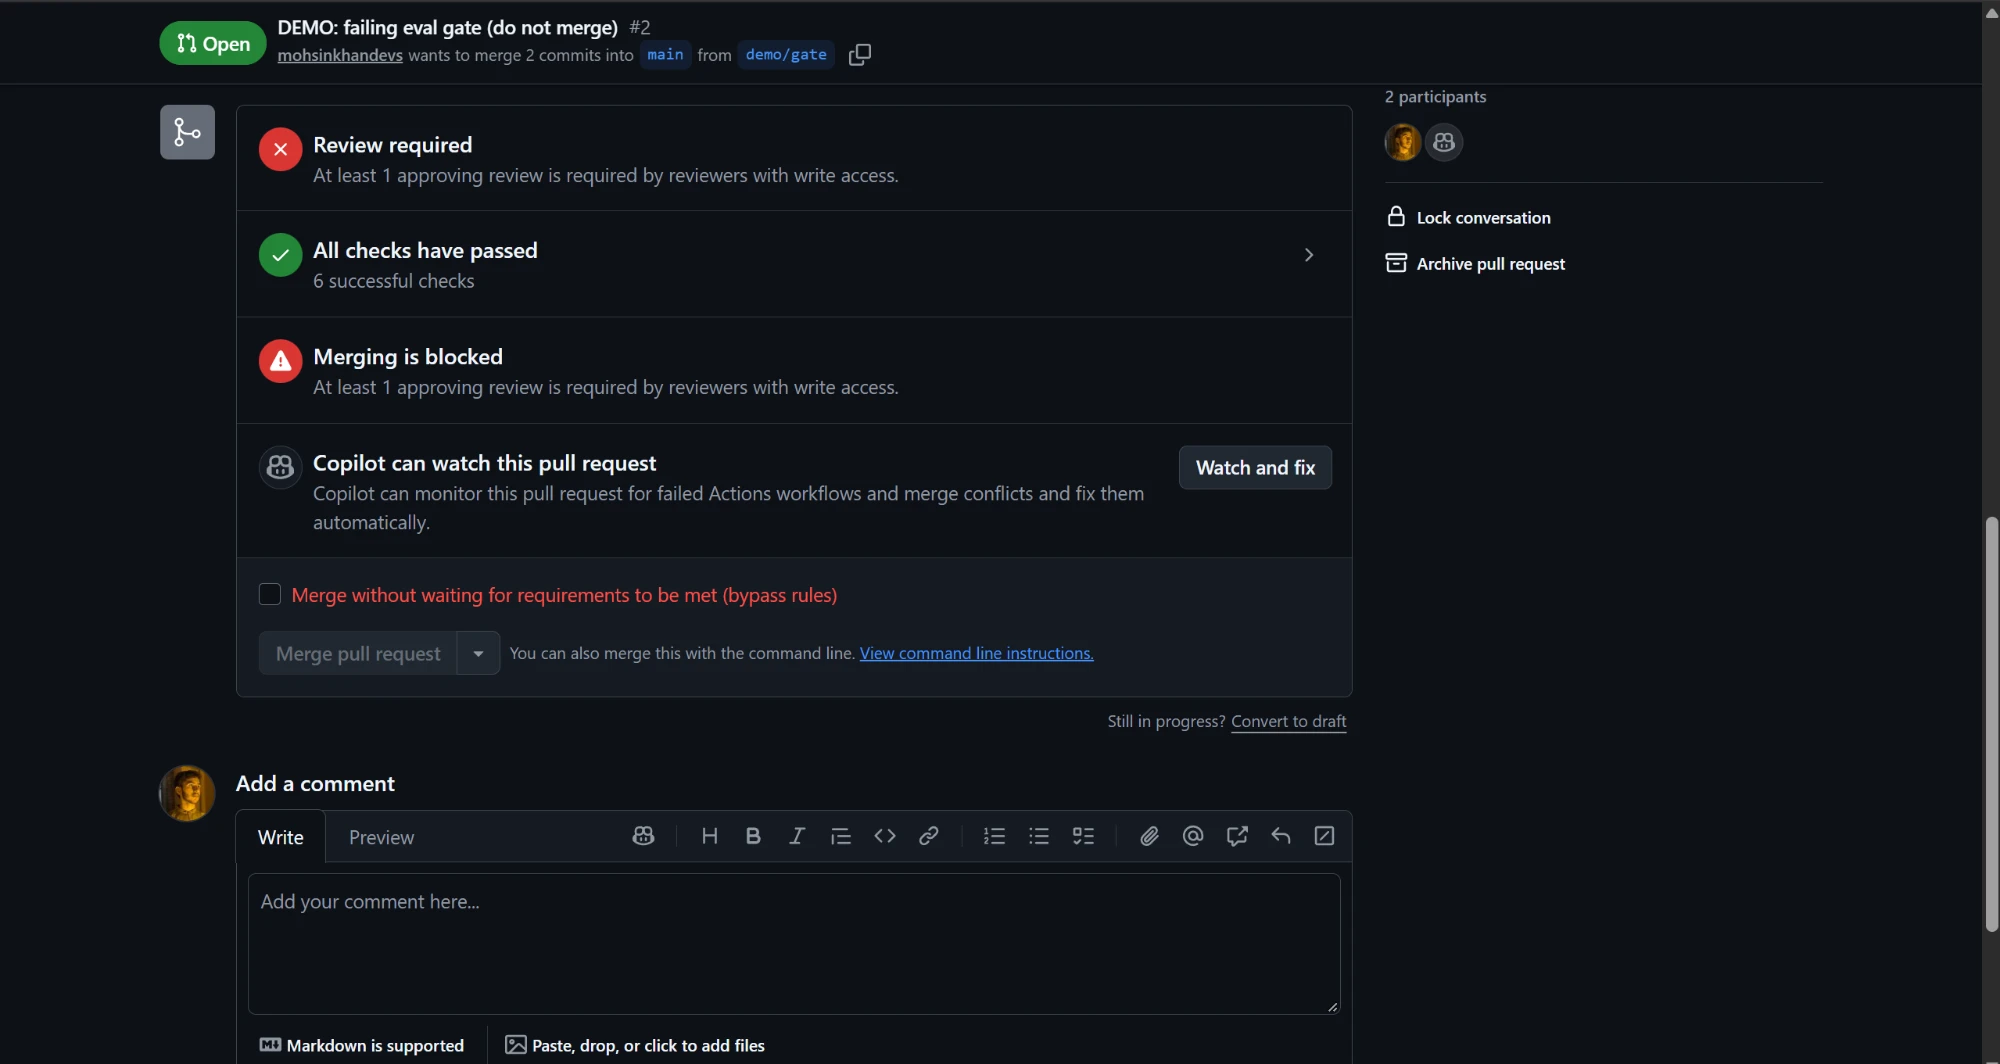 Open
DEMO: failing eval gate (do not merge) #2
mohsinkhandevs wants to merge 2 commits into main from demo/gate
2 participants
Review required
At least 1 approving review is required by reviewers with write access.
Lock conversation
All checks have passed
6 successful checks
Archive pull request
Merging is blocked
At least 1 approving review is required by reviewers with write access.
Copilot can watch this pull request
Copilot can monitor this pull request for failed Actions workflows and merge conflicts and fix them
automatically.
Watch and fix
Merge without waiting for requirements to be met (bypass rules)
Merge pull request
You can also merge this with the command line. View command line instructions.
Still in progress? Convert to draft
Add a comment
Write
Preview
Add your comment here...
Markdown is supported
Paste, drop, or click to add files